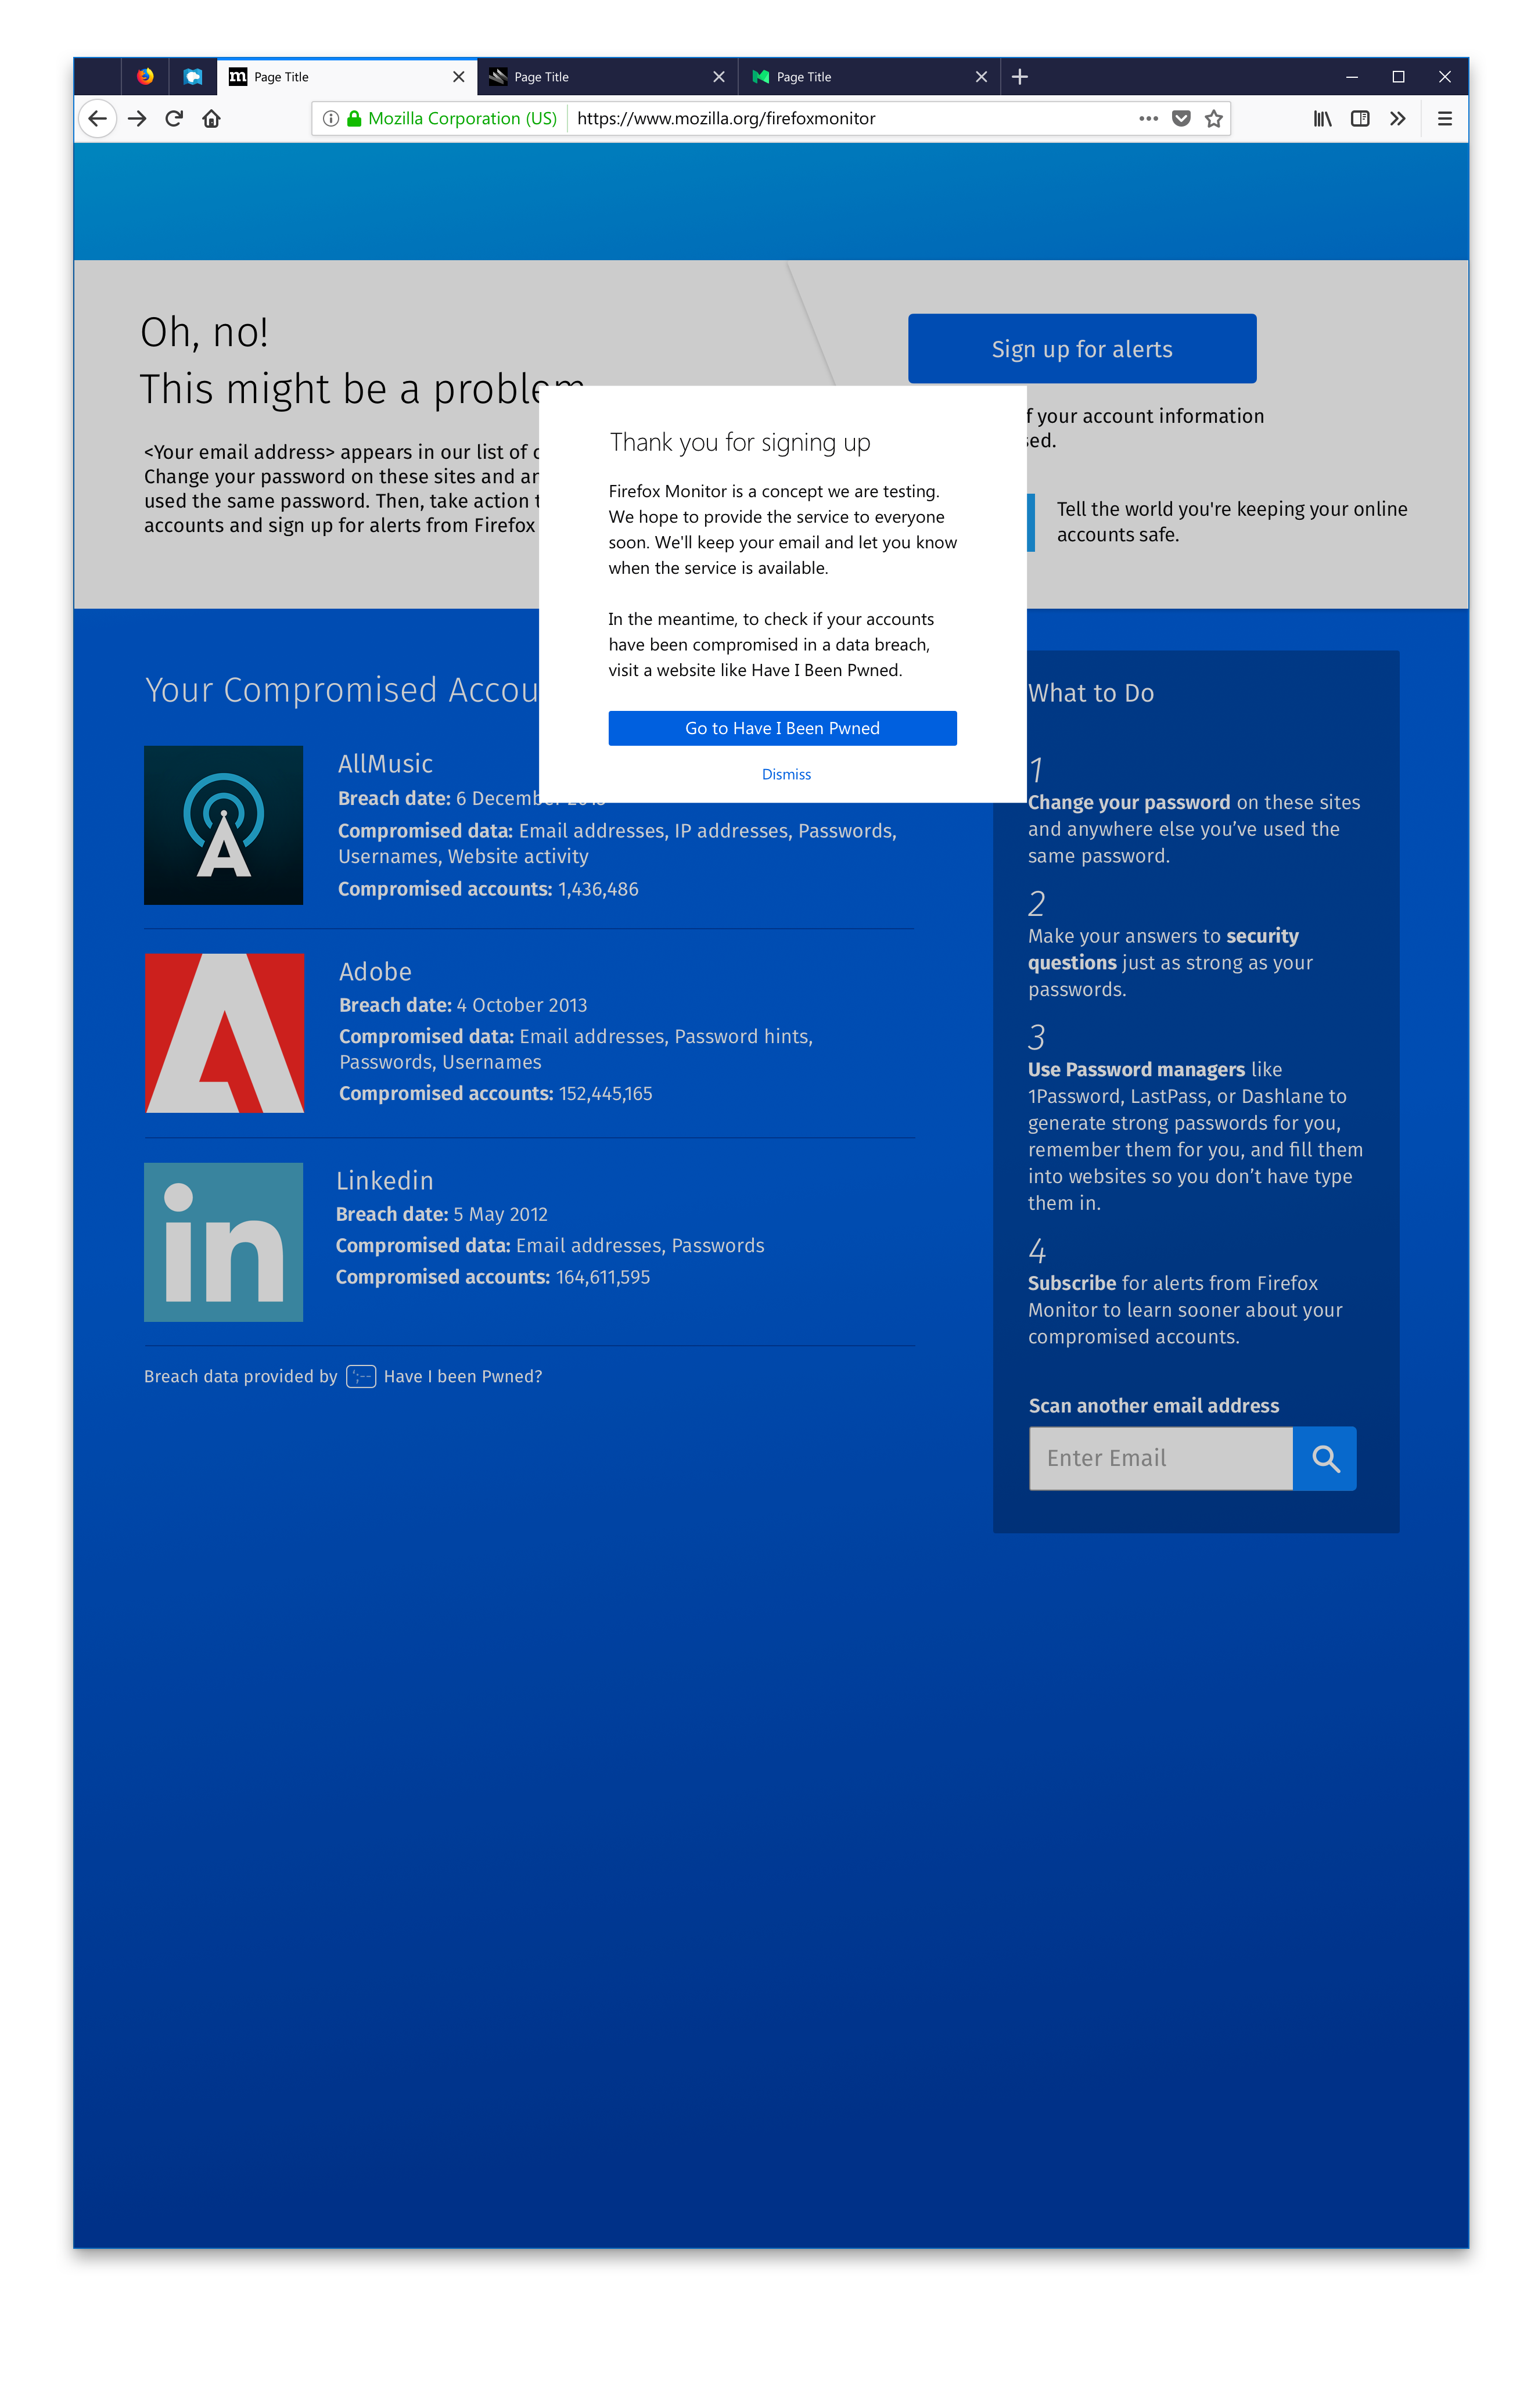 m Page Title
Page Title
Page Title
Mozilla Corporation (US) https://www.mozilla.org/firefoxmonitor
Oh, no!
This might be a problem
<Your email address> appears in our list of
Change your password on these sites and
used the same password. Then, take action
accounts and sign up for alerts from Firefox
Sign up for alerts
your account information
Tell the world you're keeping your online
accounts safe.
Thank you for signing up
Firefox Monitor is a concept we are testing.
We hope to provide the service to everyone
soon. We'll keep your email and let you know
when the service is available.
In the meantime, to check if your accounts
have been compromised in a data breach,
visit a website like Have I Been Pwned.
Go to Have I Been Pwned
Dismiss
Your Compromised
AllMusic
Breach date: 6 December
Compromised data: Email addresses, IP addresses, Passwords,
Usernames, Website activity
Compromised accounts: 1,436,486
Adobe
Breach date: 4 October 2013
Compromised data: Email addresses, Password hints,
Passwords, Usernames
Compromised accounts: 152,445,165
in
Linkedin
Breach date: 5 May 2012
Compromised data: Email addresses, Passwords
Compromised accounts: 164,611,595
Breach data provided by ';-- Have I been Pwned?
What to Do
1
Change your password on these sites
and anywhere else you’ve used the
same password.
2
Make your answers to security
questions just as strong as your
passwords.
3
Use Password managers like
1Password, LastPass, or Dashlane to
generate strong passwords for you,
remember them for you, and fill them
into websites so you don’t have type
them in.
4
Subscribe for alerts from Firefox
Monitor to learn sooner about your
compromised accounts.
Scan another email address
Enter Email